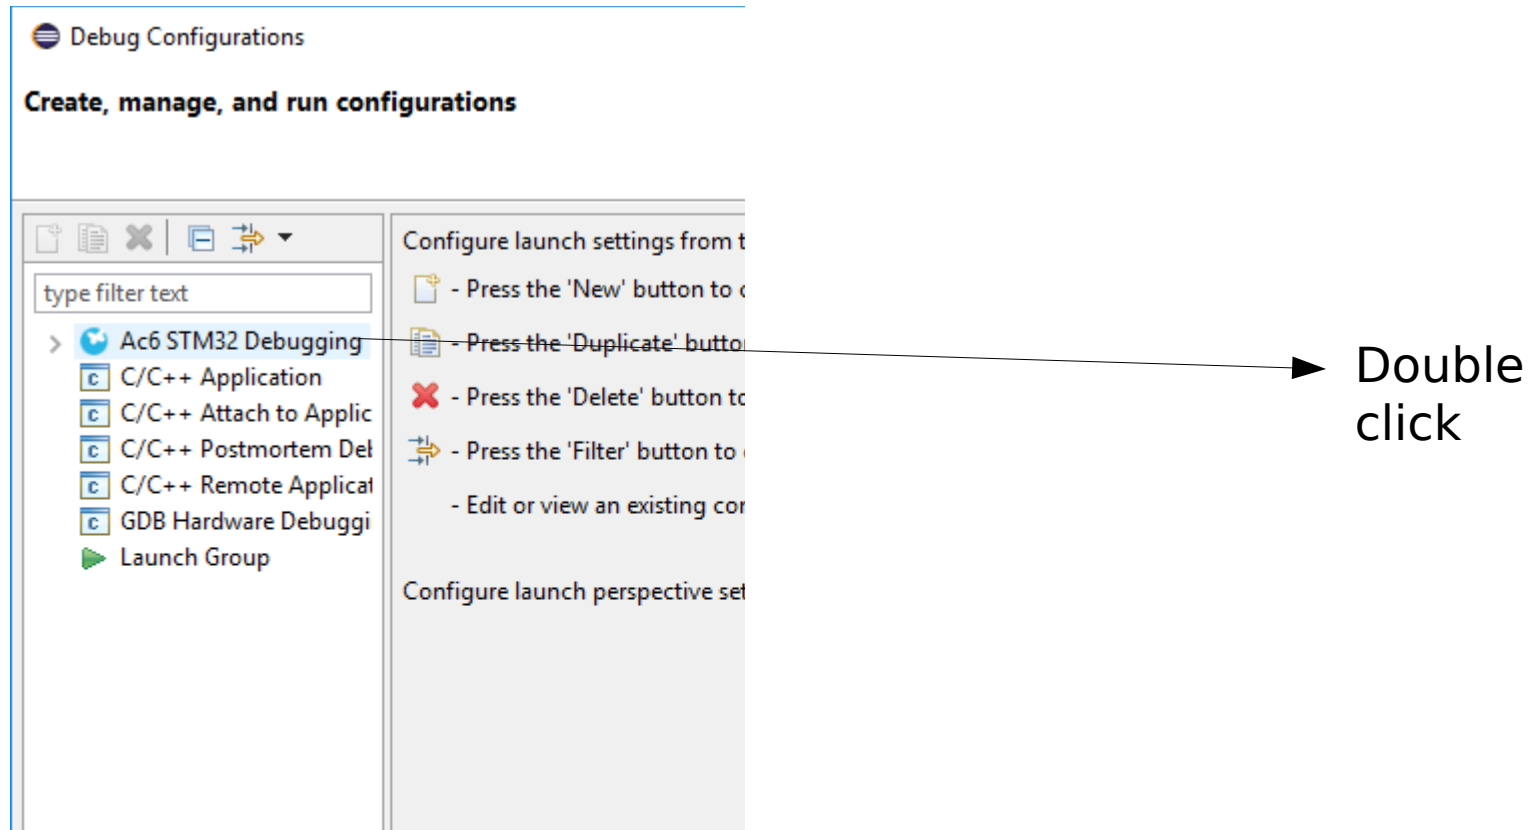 Debug Configurations
Create, manage, and run configurations
type filter text
Ac6 STM32 Debugging
C/C++ Application
C/C++ Attach to Applic
C/C++ Postmortem Del
C/C++ Remote Applicat
GDB Hardware Debuggi
Launch Group
Configure launch settings from t
- Press the 'New' button to c
- Press the 'Duplicate' butto
- Press the 'Delete' button to
- Press the 'Filter' button to
- Edit or view an existing cor
Configure launch perspective set
Double
click